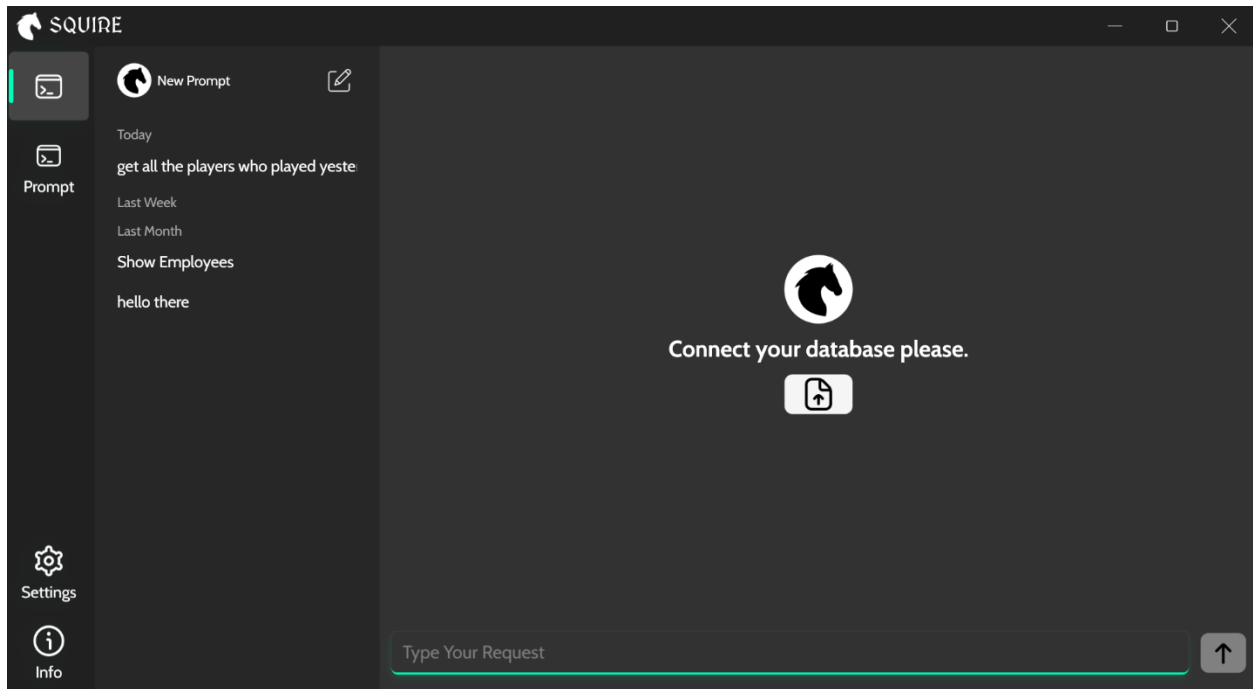 SQUIRE
New Prompt
Today
get all the players who played yeste
Last Week
Last Month
Show Employees
hello there
Prompt
Settings
Info
Connect your database please.
Type Your Request